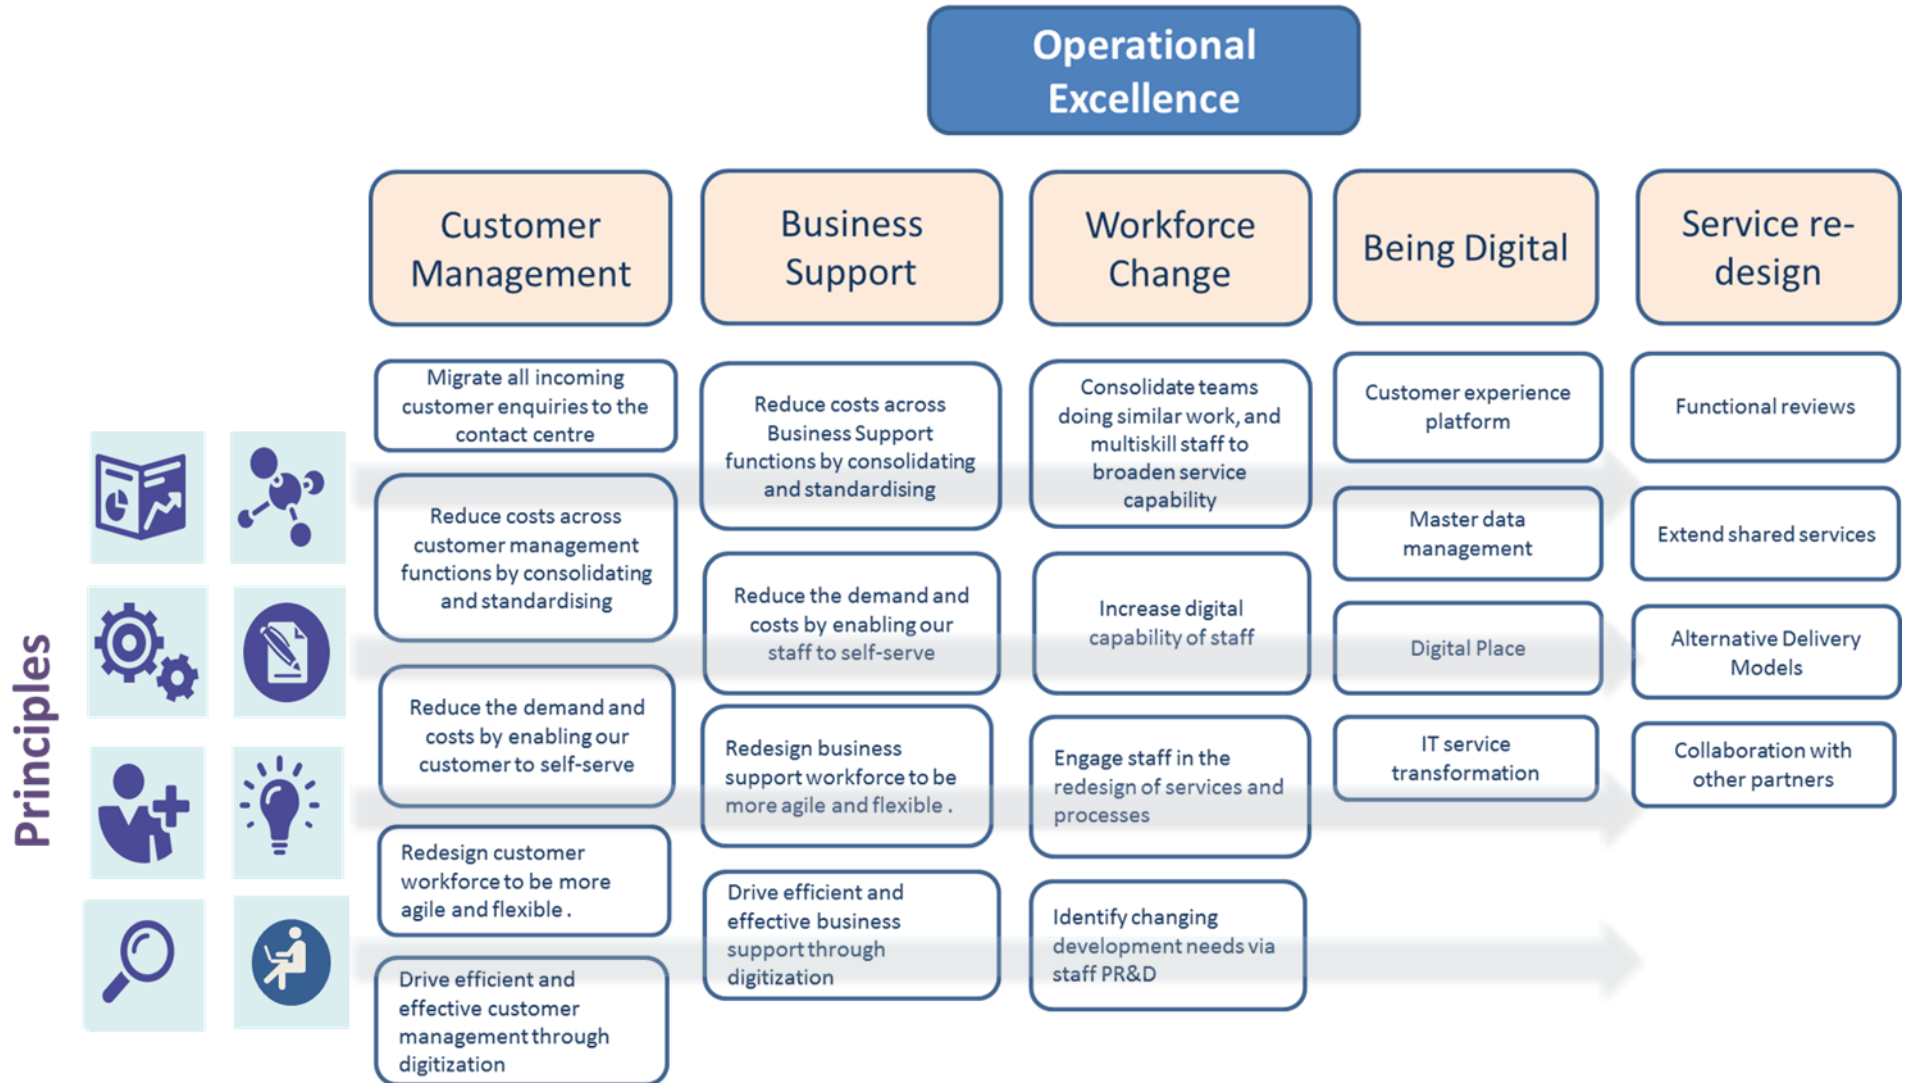 Operational
Excellence
Customer
Management
Business
Support
Workforce
Change
Being Digital
Service re-
design
Migrate all incoming
customer enquiries to the
contact centre
Reduce costs across
customer management
functions by consolidating
and standardising
Reduce the demand and
costs by enabling our
customer to self-serve
Redesign customer
workforce to be more
agile and flexible .
Drive efficient and
effective customer
management through
digitization
Reduce costs across
Business Support
functions by consolidating
and standardising
Reduce the demand and
costs by enabling our
staff to self-serve
Redesign business
support workforce to be
more agile and flexible .
Drive efficient and
effective business
support through
digitization
Consolidate teams
doing similar work, and
multiskill staff to
broaden service
capability
Increase digital
capability of staff
Engage staff in the
redesign of services and
processes
Identify changing
development needs via
staff PR&D
Customer experience
platform
Master data
management
Digital Place
IT service
transformation
Functional reviews
Extend shared services
Alternative Delivery
Models
Collaboration with
other partners
Principles